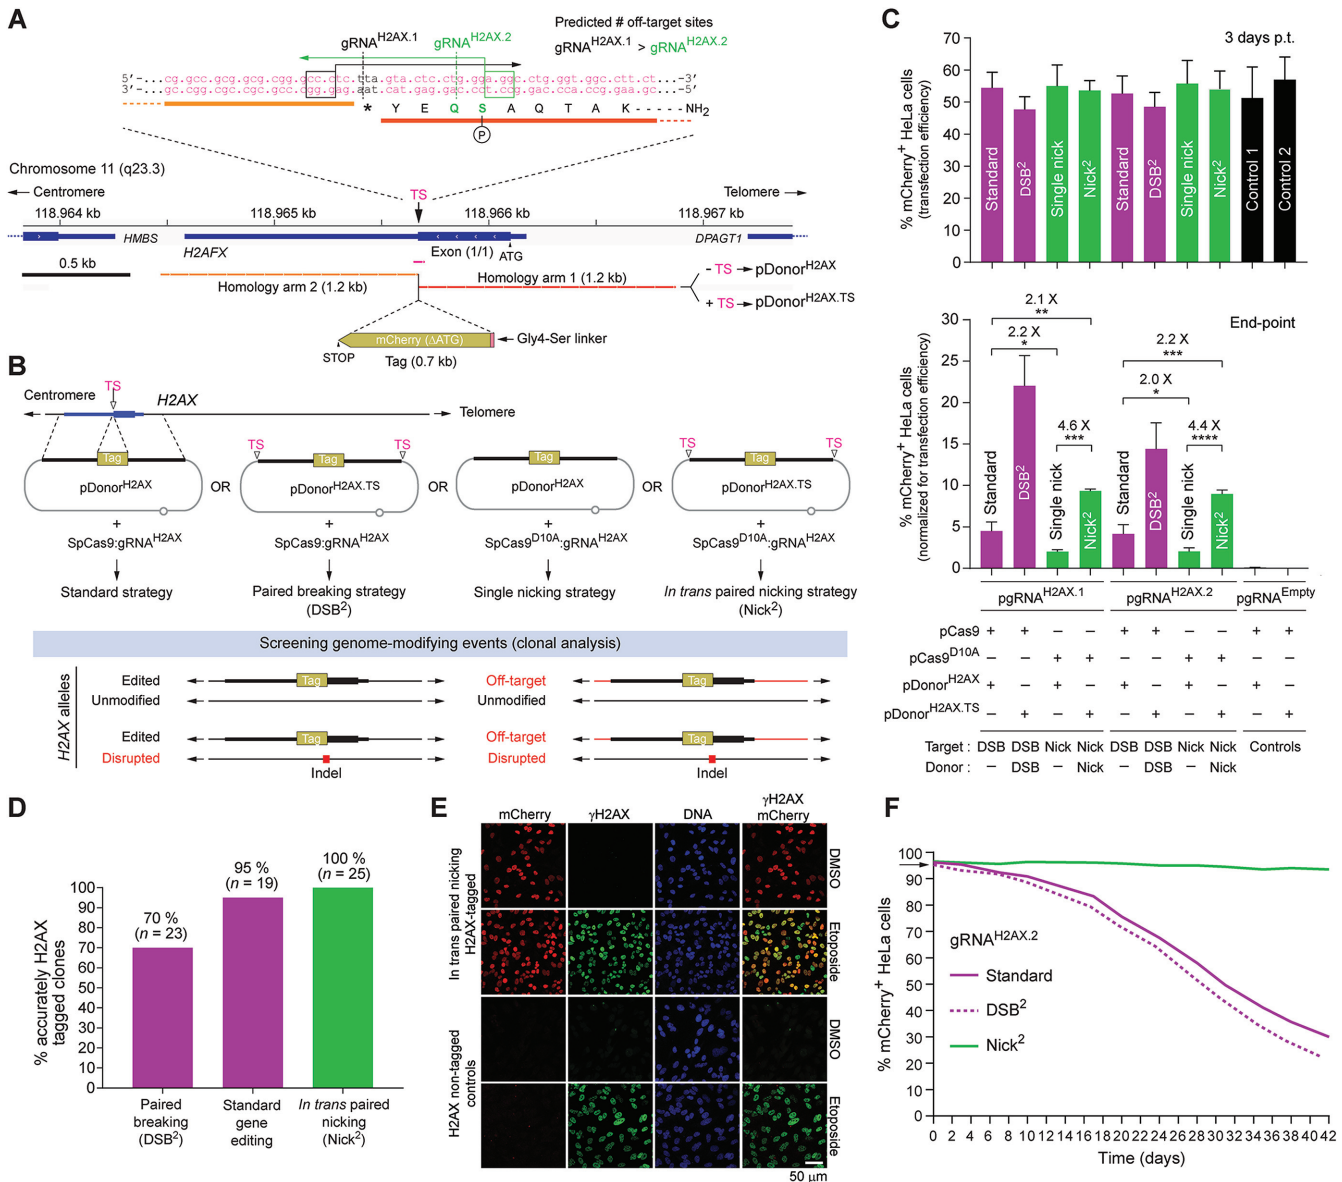 A
Predicted # off-target sites
gRNA^H2AX.1 > gRNA^H2AX.2
gRNA^H2AX.1 gRNA^H2AX.2
5′-...cg.gcc.gcg.gcg.cgg.gcc.ctc.tta.gta.ctc.ctg.gga.ggc.ctg.ggt.ggc.ctt.ct...-3′
3′-...gc.cgg.cgc.cgc.gcc.cgg.gag.aat.cat.gag.gac.cct.ccg.gac.cca.ccg.gaa.ga...-5′
* Y E Q S A Q T A K - - - - - NH2
P
Chromosome 11 (q23.3)
Centromere
TS
Telomere
118.964 kb 118.965 kb 118.966 kb 118.967 kb
HMBS
H2AFX
Exon (1/1)
ATG
DPAGT1
0.5 kb
Homology arm 2 (1.2 kb)
Homology arm 1 (1.2 kb)
- TS pDonor^H2AX
+ TS pDonor^H2AX.TS
mCherry (ΔATG)
Gly4-Ser linker
STOP
Tag (0.7 kb)
B
Centromere
TS
H2AX
Telomere
TS TS TS TS
Tag Tag Tag Tag
pDonor^H2AX OR pDonor^H2AX.TS OR pDonor^H2AX OR pDonor^H2AX.TS
+ + + +
SpCas9:gRNA^H2AX SpCas9:gRNA^H2AX SpCas9^D10A:gRNA^H2AX SpCas9^D10A:gRNA^H2AX
Standard strategy
Paired breaking strategy
(DSB²)
Single nicking strategy
In trans paired nicking strategy
(Nick²)
Screening genome-modifying events (clonal analysis)
H2AX alleles
Edited Tag
Unmodified
Off-target Tag
Unmodified
Edited Tag
Disrupted
Indel
Off-target Tag
Disrupted
Indel
C
3 days p.t.
% mCherry+ HeLa cells
(transfection efficiency)
70
60
50
40
30
20
10
0
Standard DSB² Single nick Nick² Standard DSB² Single nick Nick² Control 1 Control 2
End-point
% mCherry+ HeLa cells
(normalized for transfection efficiency)
30
25
20
15
10
5
0
2.1 X
**
2.2 X
*
4.6 X
***
2.2 X
***
2.0 X
*
4.4 X
****
Standard DSB² Single nick Nick² Standard DSB² Single nick Nick²
pgRNA^H2AX.1 pgRNA^H2AX.2 pgRNA^Empty
pCas9 + + − − + + − − + +
pCas9^D10A − − + + − − + + − −
pDonor^H2AX + − + − + − + − + −
pDonor^H2AX.TS − + − + − + − + − +
Target : DSB DSB Nick Nick DSB DSB Nick Nick Controls
Donor : − DSB − Nick − DSB − Nick
D
% accurately H2AX
tagged clones
100
90
80
70
60
50
40
30
20
10
0
70 %
(n = 23)
95 %
(n = 19)
100 %
(n = 25)
Paired
breaking
(DSB²)
Standard
gene
editing
In trans paired
nicking
(Nick²)
E
mCherry γH2AX DNA γH2AX
mCherry
In trans paired nicking
H2AX-tagged
DMSO
Etoposide
H2AX non-tagged
controls
DMSO
Etoposide
50 µm
F
% mCherry+ HeLa cells
100
90
80
70
60
50
40
30
20
10
0
gRNA^H2AX.2
Standard
DSB²
Nick²
0 2 4 6 8 10 12 14 16 18 20 22 24 26 28 30 32 34 36 38 40 42
Time (days)